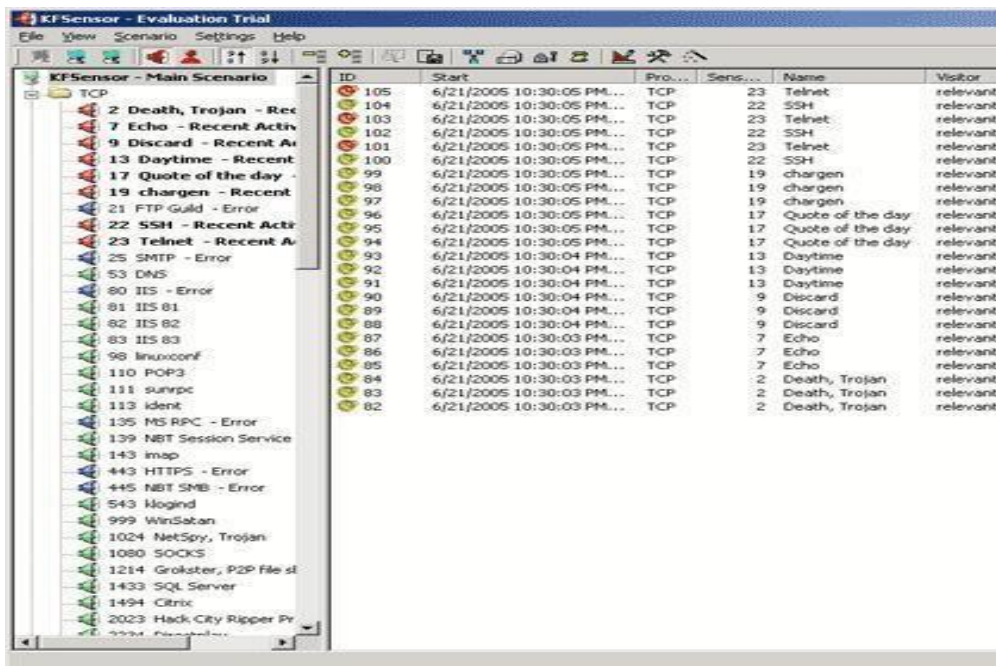 KFSensor - Evaluation Trial
File View Scenario Settings Help
KFSensor - Main Scenario
TCP
2 Death, Trojan - Rec
7 Echo - Recent Activ
9 Discard - Recent A
13 Daytime - Recent
17 Quote of the day -
19 chargen - Recent
21 FTP Guild - Error
22 SSH - Recent Acti
23 Telnet - Recent A
25 SMTP - Error
53 DNS
80 IIS - Error
81 IIS 81
82 IIS 82
83 IIS 83
98 linuxconf
110 POP3
111 sunrpc
113 ident
135 MS RPC - Error
139 NBT Session Service
143 imap
443 HTTPS - Error
445 NBT SMB - Error
543 klogind
999 WinSatan
1024 NetSpy, Trojan
1080 SOCKS
1214 Grokster, P2P file sl
1433 SQL Server
1494 Citrix
2023 Hack City Ripper Pr
ID Start Pro... Sens... Name Visitor
105 6/21/2005 10:30:05 PM... TCP 23 Telnet relevant
104 6/21/2005 10:30:05 PM... TCP 22 SSH relevant
103 6/21/2005 10:30:05 PM... TCP 23 Telnet relevant
102 6/21/2005 10:30:05 PM... TCP 22 SSH relevant
101 6/21/2005 10:30:05 PM... TCP 23 Telnet relevant
100 6/21/2005 10:30:05 PM... TCP 22 SSH relevant
99 6/21/2005 10:30:05 PM... TCP 19 chargen relevant
98 6/21/2005 10:30:05 PM... TCP 19 chargen relevant
97 6/21/2005 10:30:05 PM... TCP 19 chargen relevant
96 6/21/2005 10:30:05 PM... TCP 17 Quote of the day relevant
95 6/21/2005 10:30:05 PM... TCP 17 Quote of the day relevant
94 6/21/2005 10:30:05 PM... TCP 17 Quote of the day relevant
93 6/21/2005 10:30:04 PM... TCP 13 Daytime relevant
92 6/21/2005 10:30:04 PM... TCP 13 Daytime relevant
91 6/21/2005 10:30:04 PM... TCP 13 Daytime relevant
90 6/21/2005 10:30:04 PM... TCP 9 Discard relevant
89 6/21/2005 10:30:04 PM... TCP 9 Discard relevant
88 6/21/2005 10:30:04 PM... TCP 9 Discard relevant
87 6/21/2005 10:30:03 PM... TCP 7 Echo relevant
86 6/21/2005 10:30:03 PM... TCP 7 Echo relevant
85 6/21/2005 10:30:03 PM... TCP 7 Echo relevant
84 6/21/2005 10:30:03 PM... TCP 2 Death, Trojan relevant
83 6/21/2005 10:30:03 PM... TCP 2 Death, Trojan relevant
82 6/21/2005 10:30:03 PM... TCP 2 Death, Trojan relevant